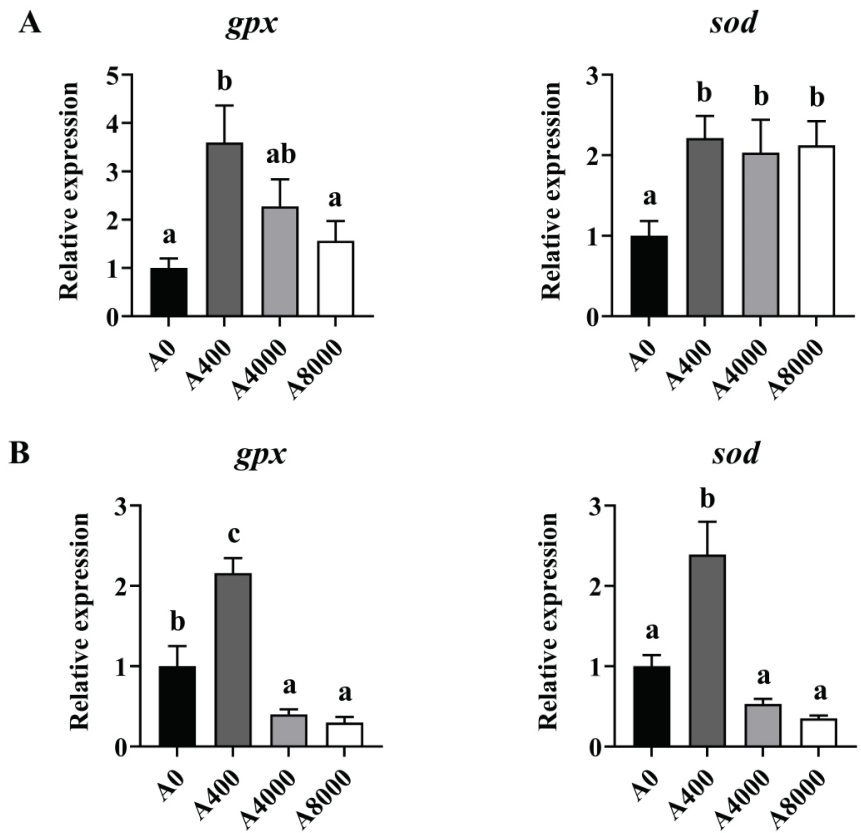 A
gpx
sod
Relative expression
5
4
3
2
1
0
a
b
ab
a
A0
A400
A4000
A8000
Relative expression
3
2
1
0
a
b
b
b
A0
A400
A4000
A8000
B
gpx
sod
Relative expression
3
2
1
0
b
c
a
a
A0
A400
A4000
A8000
Relative expression
3
2
1
0
a
b
a
a
A0
A400
A4000
A8000